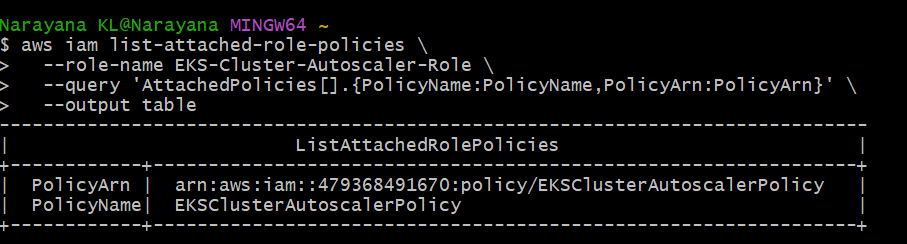 Narayana KL@Narayana MINGW64 ~
$ aws iam list-attached-role-policies \
>   --role-name EKS-Cluster-Autoscaler-Role \
>   --query 'AttachedPolicies[].{PolicyName:PolicyName,PolicyArn:PolicyArn}' \
>   --output table
-------------------------------------------------------------------------------
|                          ListAttachedRolePolicies                           |
+------------+----------------------------------------------------------------+
|  PolicyArn |  arn:aws:iam::479368491670:policy/EKSClusterAutoscalerPolicy   |
|  PolicyName|  EKSClusterAutoscalerPolicy                                    |
+------------+----------------------------------------------------------------+